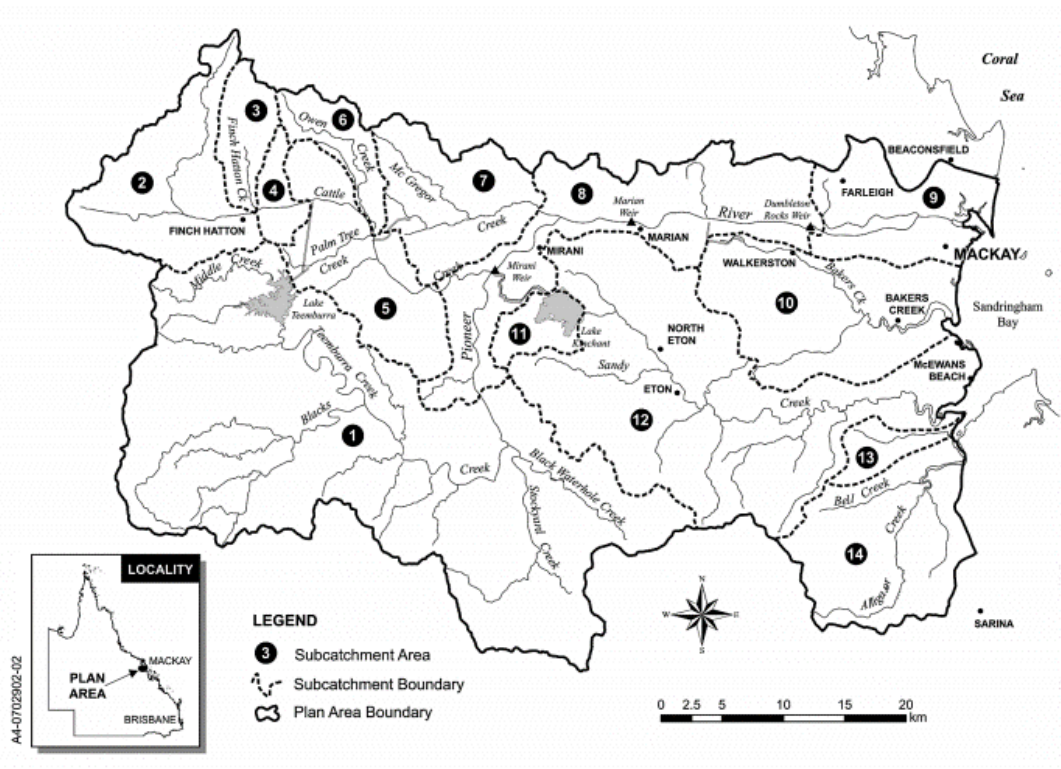 Coral
Sea
3
6
Owen
Creek
Finch Hatton Ck
2
4
Cattle
Mc Gregor
7
8
Marian
Weir
River
Dumbleton
Rocks Weir
BEACONSFIELD
FARLEIGH
9
FINCH HATTON
Palm Tree
Creek
Creek
Creek
MARIAN
MIRANI
MACKAY
WALKERSTON
Bakers Ck
Middle Creek
Mirani
Weir
Lake
Teemburra
5
Pioneer
11
Lake
Kinchant
10
BAKERS
CREEK
Sandringham
Bay
NORTH
ETON
Teemburra Creek
Sandy
McEWANS
BEACH
ETON
Creek
Blacks
1
12
13
Creek
Black Waterhole Creek
Stockyard Creek
Bell Creek
Creek
14
Alligator
SARINA
LOCALITY
MACKAY
PLAN
AREA
BRISBANE
A4-0702902-02
LEGEND
3 Subcatchment Area
Subcatchment Boundary
Plan Area Boundary
N
W E
S
0 2.5 5 10 15 20
km